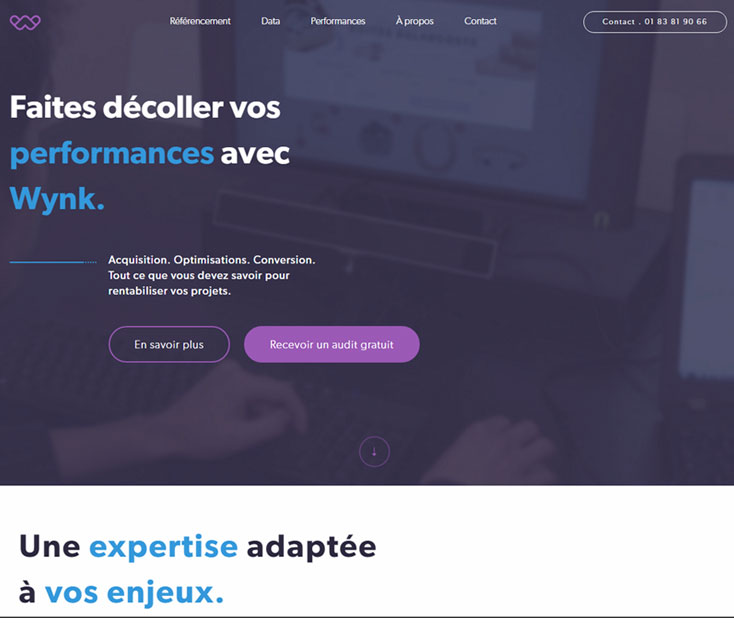 Référencement Data Performances À propos Contact Contact . 01 83 81 90 66
Faites décoller vos
performances avec
Wynk.
Acquisition. Optimisations. Conversion.
Tout ce que vous devez savoir pour
rentabiliser vos projets.
En savoir plus Recevoir un audit gratuit
Une expertise adaptée
à vos enjeux.